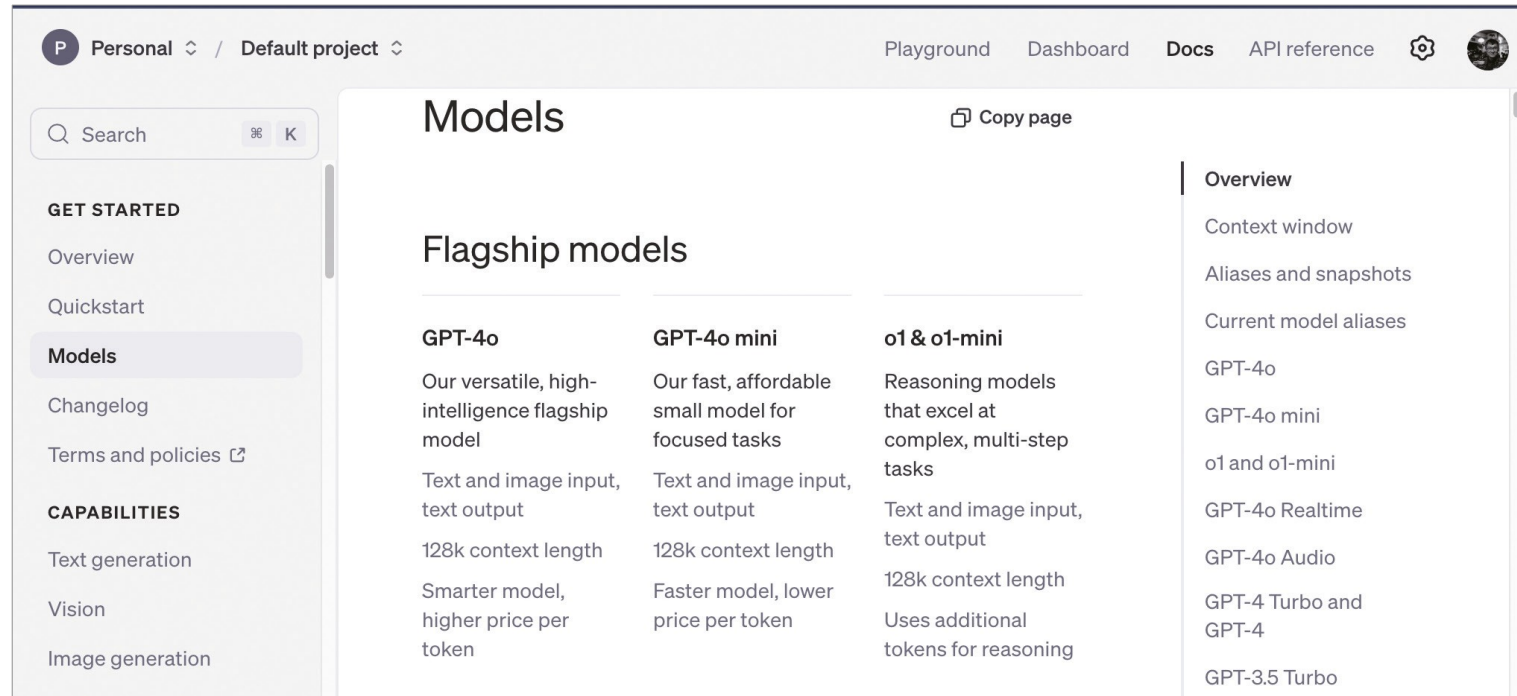 P Personal / Default project
Playground Dashboard Docs API reference
Search ⌘ K
GET STARTED
Overview
Quickstart
Models
Changelog
Terms and policies
CAPABILITIES
Text generation
Vision
Image generation
Models
Copy page
Flagship models
GPT-4o
Our versatile, high-
intelligence flagship
model
Text and image input,
text output
128k context length
Smarter model,
higher price per
token
GPT-4o mini
Our fast, affordable
small model for
focused tasks
Text and image input,
text output
128k context length
Faster model, lower
price per token
o1 & o1-mini
Reasoning models
that excel at
complex, multi-step
tasks
Text and image input,
text output
128k context length
Uses additional
tokens for reasoning
Overview
Context window
Aliases and snapshots
Current model aliases
GPT-4o
GPT-4o mini
o1 and o1-mini
GPT-4o Realtime
GPT-4o Audio
GPT-4 Turbo and
GPT-4
GPT-3.5 Turbo